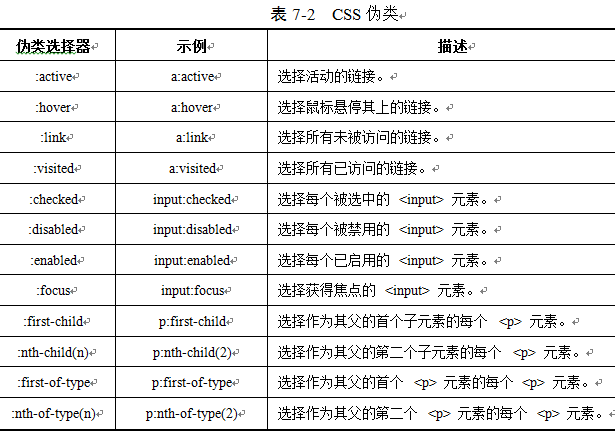 表 7-2 CSS 伪类
伪类选择器 示例 描述
:active a:active 选择活动的链接。
:hover a:hover 选择鼠标悬停其上的链接。
:link a:link 选择所有未被访问的链接。
:visited a:visited 选择所有已访问的链接。
:checked input:checked 选择每个被选中的 <input> 元素。
:disabled input:disabled 选择每个被禁用的 <input> 元素。
:enabled input:enabled 选择每个已启用的 <input> 元素。
:focus input:focus 选择获得焦点的 <input> 元素。
:first-child p:first-child 选择作为其父的首个子元素的每个 <p> 元素。
:nth-child(n) p:nth-child(2) 选择作为其父的第二个子元素的每个 <p> 元素。
:first-of-type p:first-of-type 选择作为其父的首个 <p> 元素的每个 <p> 元素。
:nth-of-type(n) p:nth-of-type(2) 选择作为其父的第二个 <p> 元素的每个 <p> 元素。